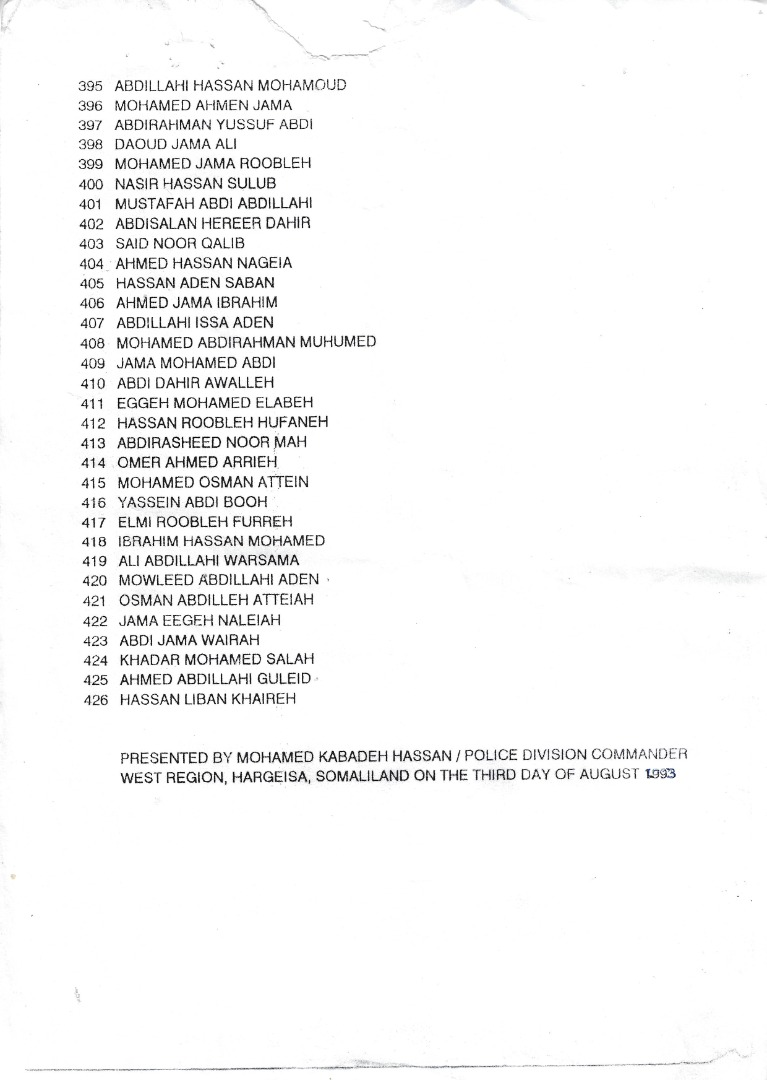 395 ABDILLAHI HASSAN MOHAMOUD
396 MOHAMED AHMEN JAMA
397 ABDIRAHMAN YUSSUF ABDI
398 DAOUD JAMA ALI
399 MOHAMED JAMA ROOBLEH
400 NASIR HASSAN SULUB
401 MUSTAFAH ABDI ABDILLAHI
402 ABDISALAN HEREER DAHIR
403 SAID NOOR QALIB
404 AHMED HASSAN NAGEIA
405 HASSAN ADEN SABAN
406 AHMED JAMA IBRAHIM
407 ABDILLAHI ISSA ADEN
408 MOHAMED ABDIRAHMAN MUHUMED
409 JAMA MOHAMED ABDI
410 ABDI DAHIR AWALLEH
411 EGGEH MOHAMED ELABEH
412 HASSAN ROOBLEH HUFANEH
413 ABDIRASHEED NOOR MAH
414 OMER AHMED ARRIEH
415 MOHAMED OSMAN ATTEIN
416 YASSEIN ABDI BOOH
417 ELMI ROOBLEH FURREH
418 IBRAHIM HASSAN MOHAMED
419 ALI ABDILLAHI WARSAMA
420 MOWLEED ABDILLAHI ADEN
421 OSMAN ABDILLEH ATTEIAH
422 JAMA EEGEH NALEIAH
423 ABDI JAMA WAIRAH
424 KHADAR MOHAMED SALAH
425 AHMED ABDILLAHI GULEID
426 HASSAN LIBAN KHAIREH
PRESENTED BY MOHAMED KABADEH HASSAN / POLICE DIVISION COMMANDER
WEST REGION, HARGEISA, SOMALILAND ON THE THIRD DAY OF AUGUST 1993